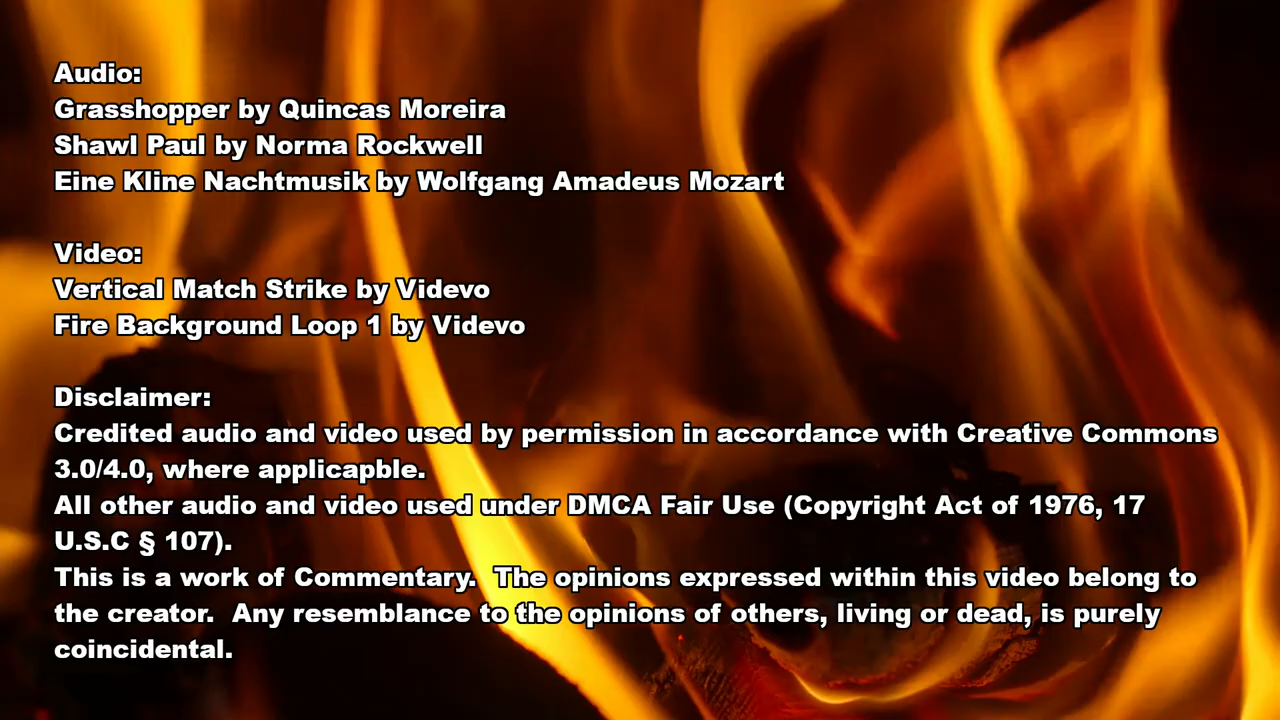 Audio:
Grasshopper by Quincas Moreira
Shawl Paul by Norma Rockwell
Eine Kline Nachtmusik by Wolfgang Amadeus Mozart
Video:
Vertical Match Strike by Videvo
Fire Background Loop 1 by Videvo
Disclaimer:
Credited audio and video used by permission in accordance with Creative Commons
3.0/4.0, where applicapble.
All other audio and video used under DMCA Fair Use (Copyright Act of 1976, 17
U.S.C § 107).
This is a work of Commentary.  The opinions expressed within this video belong to
the creator.  Any resemblance to the opinions of others, living or dead, is purely
coincidental.